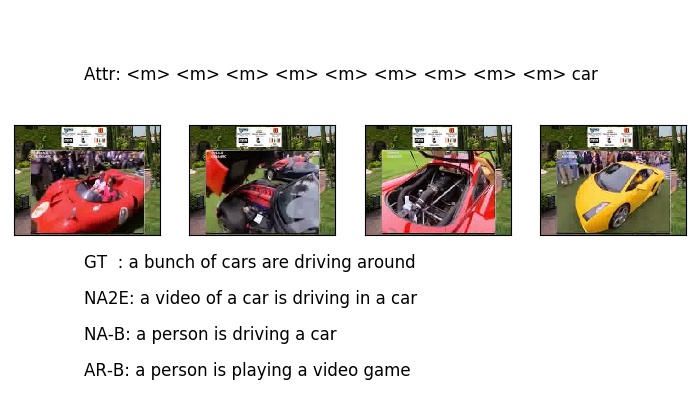 Attr: <m> <m> <m> <m> <m> <m> <m> <m> <m> car
GT  : a bunch of cars are driving around
NA2E: a video of a car is driving in a car
NA-B: a person is driving a car
AR-B: a person is playing a video game